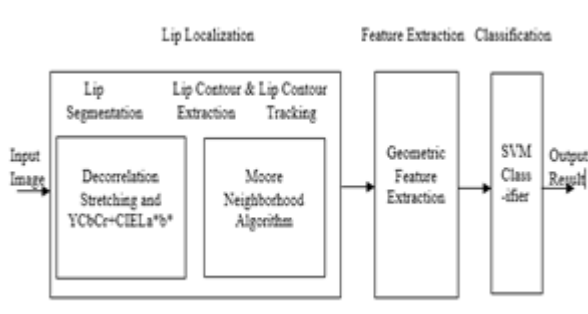 Lip Localization
Feature Extraction
Classification
Lip
Segmentation
Lip Contour & Lip Contour
Extraction Tracking
Input
Image
Decorrelation
Stretching and
YCbCr+CIELa*b*
Moore
Neighborhood
Algorithm
Geometric
Feature
Extraction
SVM
Class
-ifier
Output
Result